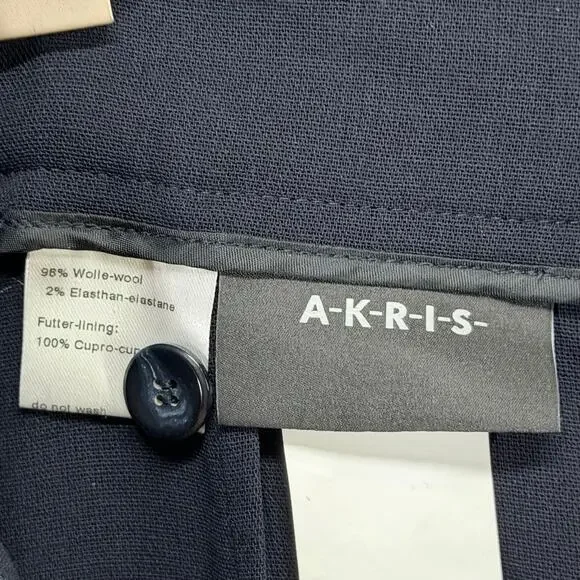 98% Wolle-wool
2% Elasthan-elastane
Futter-lining:
100% Cupro-cup
do not wash
A-K-R-I-S-